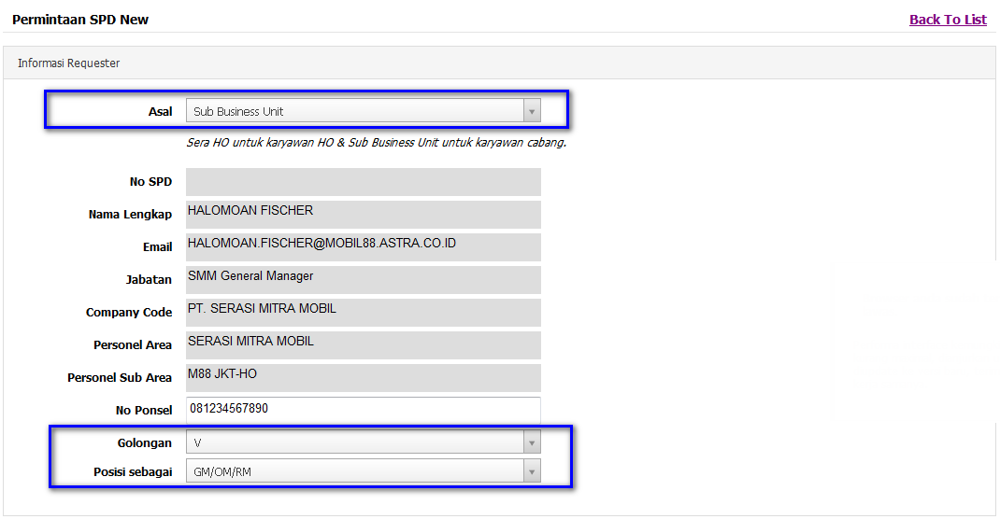 Permintaan SPD New
Back To List
Informasi Requester
Asal Sub Business Unit
Sera HO untuk karyawan HO & Sub Business Unit untuk karyawan cabang.
No SPD
Nama Lengkap HALOMOAN FISCHER
Email HALOMOAN.FISCHER@MOBIL88.ASTRA.CO.ID
Jabatan SMM General Manager
Company Code PT. SERASI MITRA MOBIL
Personel Area SERASI MITRA MOBIL
Personel Sub Area M88 JKT-HO
No Ponsel 081234567890
Golongan V
Posisi sebagai GM/OM/RM